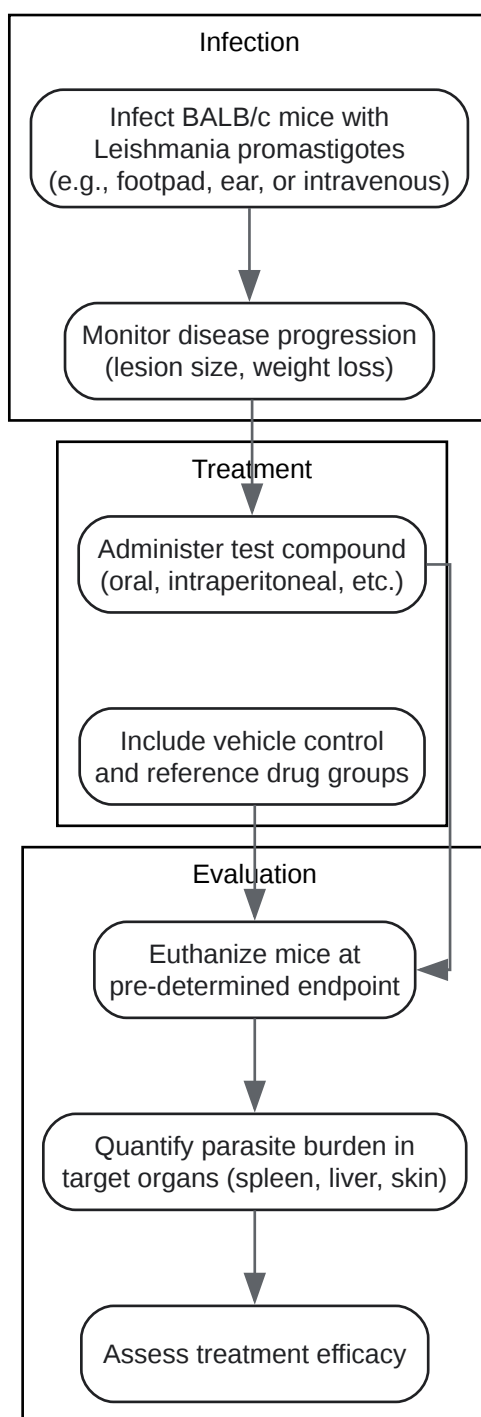 Infection
Infect BALB/c mice with
Leishmania promastigotes
(e.g., footpad, ear, or intravenous)
Monitor disease progression
(lesion size, weight loss)
Treatment
Administer test compound
(oral, intraperitoneal, etc.)
Include vehicle control
and reference drug groups
Evaluation
Euthanize mice at
pre-determined endpoint
Quantify parasite burden in
target organs (spleen, liver, skin)
Assess treatment efficacy